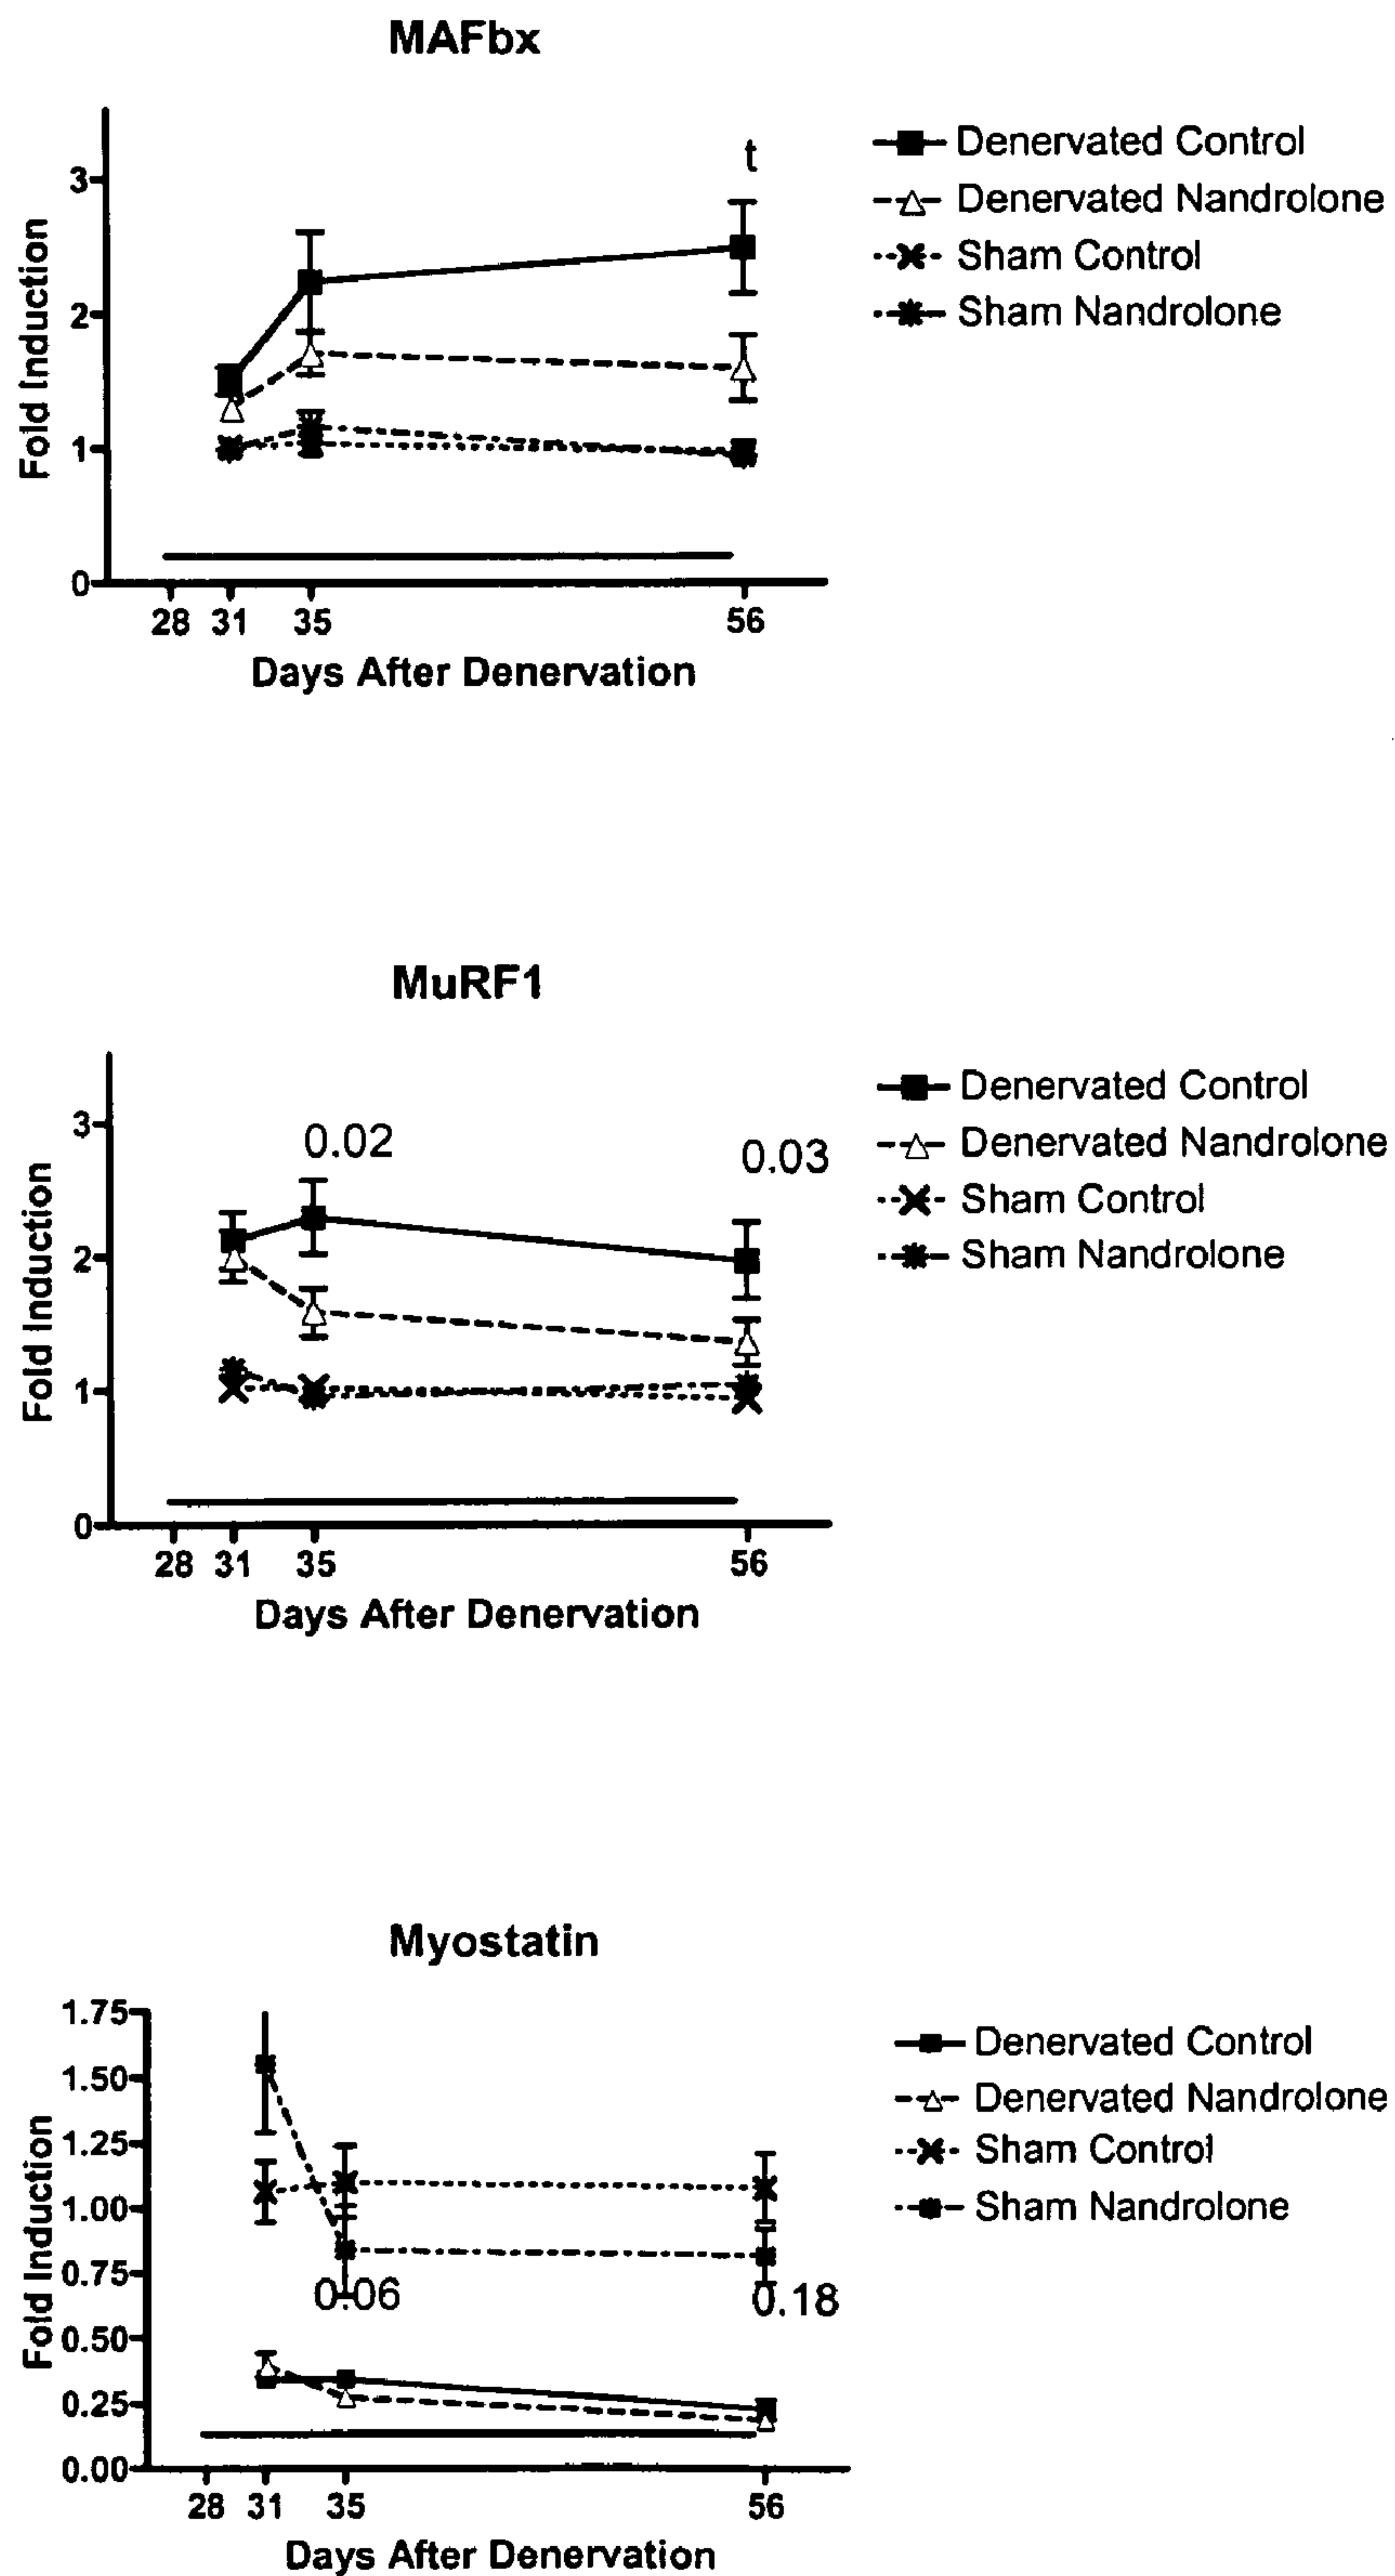 MAFbx
t
3
2
1
0
Fold Induction
28 31 35 56
Days After Denervation
Denervated Control
Denervated Nandrolone
Sham Control
Sham Nandrolone
MuRF1
0.02
0.03
3
2
1
0
Fold Induction
28 31 35 56
Days After Denervation
Denervated Control
Denervated Nandrolone
Sham Control
Sham Nandrolone
Myostatin
1.75
1.50
1.25
1.00
0.75
0.50
0.25
0.00
Fold Induction
0.06
0.18
28 31 35 56
Days After Denervation
Denervated Control
Denervated Nandrolone
Sham Control
Sham Nandrolone